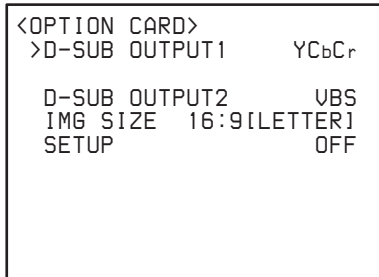 <OPTION CARD>
>D-SUB OUTPUT1 YCbCr
D-SUB OUTPUT2 VBS
IMG SIZE 16:9[LETTER]
SETUP OFF